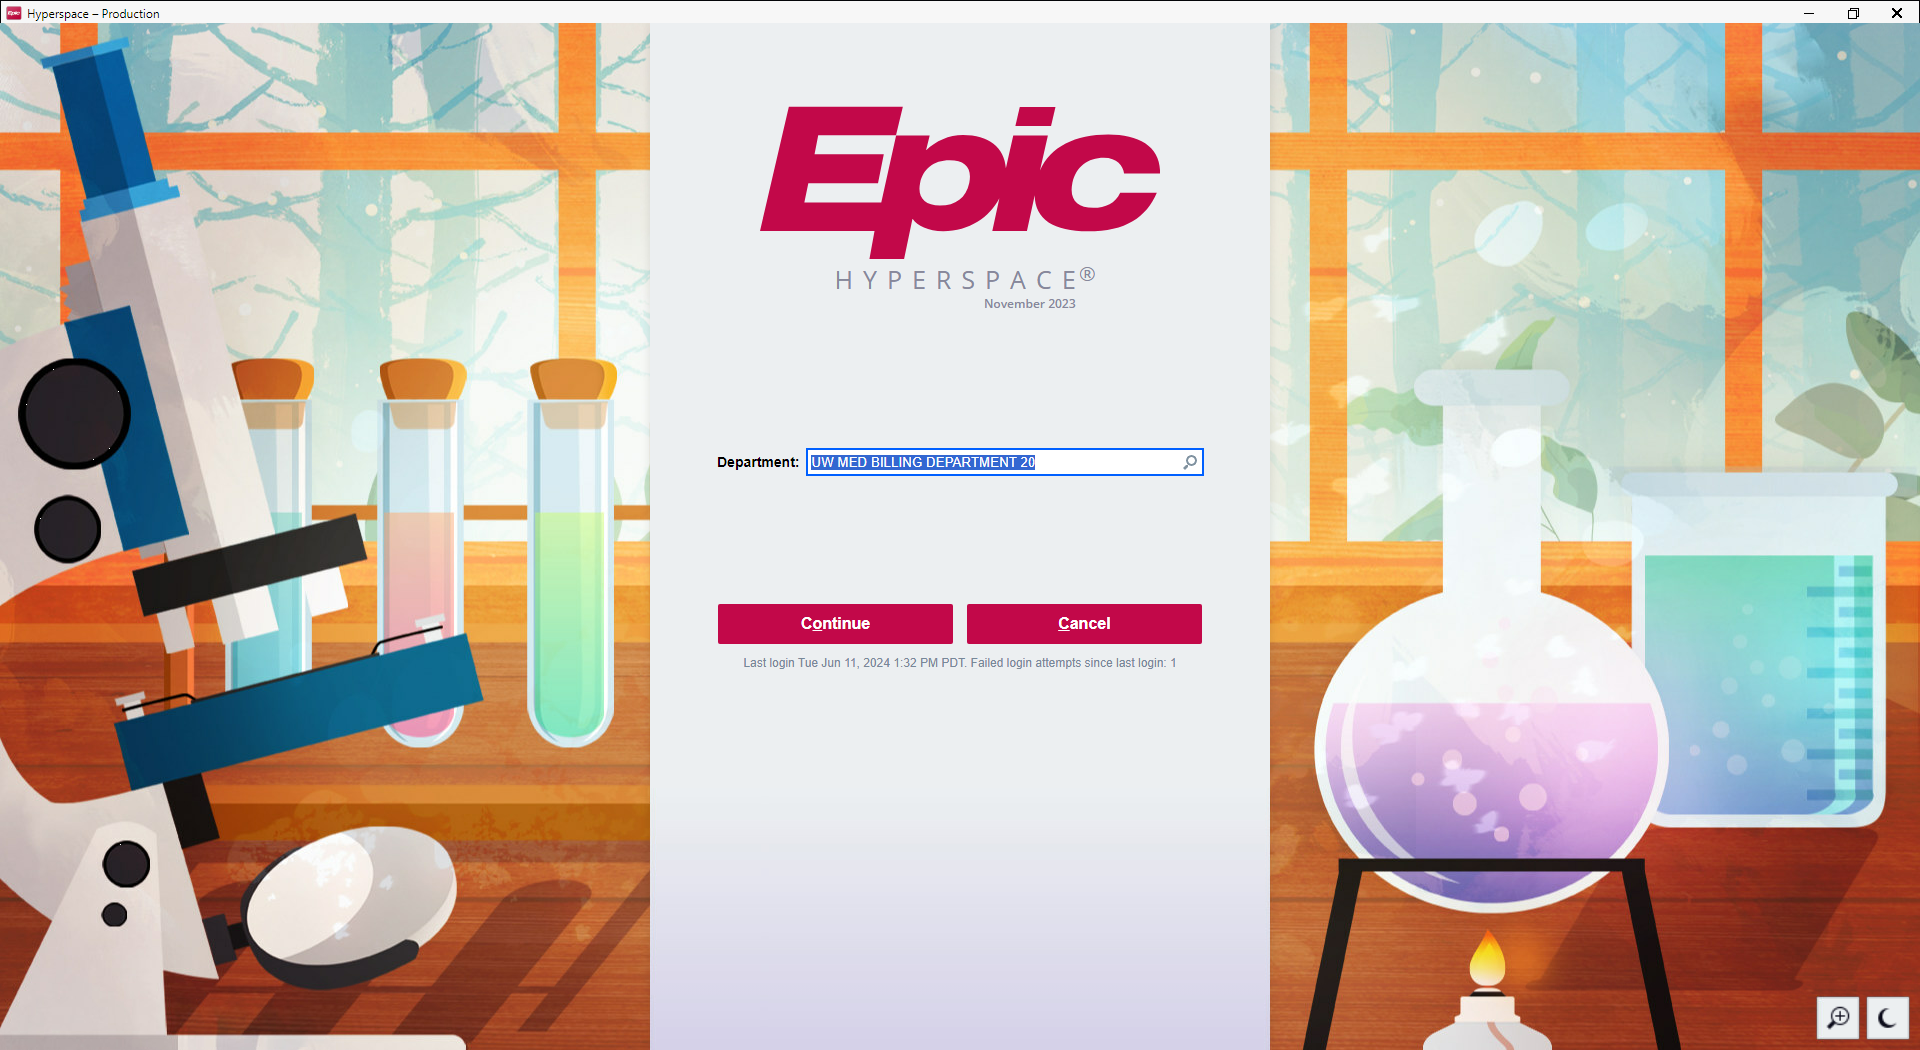 Epic Hyperspace – Production
Epic
HYPERSPACE®
November 2023
Department: UW MED BILLING DEPARTMENT 20
Continue Cancel
Last login Tue Jun 11, 2024 1:32 PM PDT. Failed login attempts since last login: 1